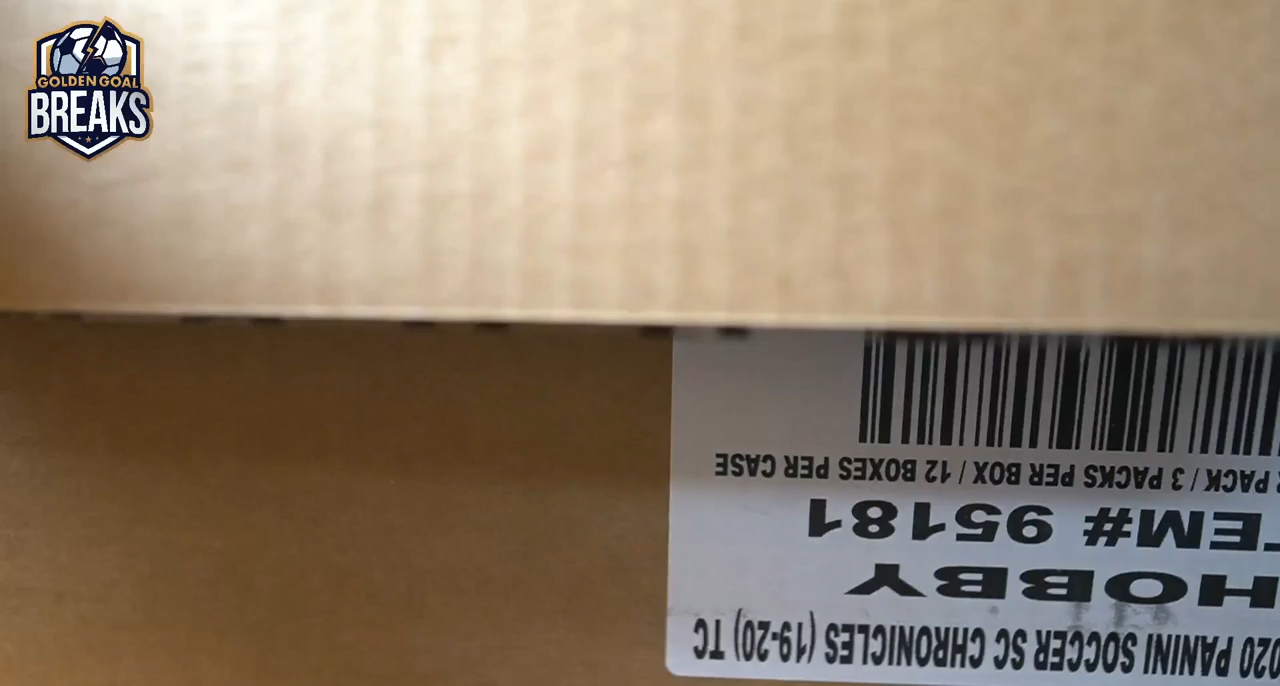 GOLDEN GOAL
BREAKS
020 PANINI SOCCER SC CHRONICLES (19-20) TC
HOBBY
TEM# 95181
PACK / 3 PACKS PER BOX / 12 BOXES PER CASE